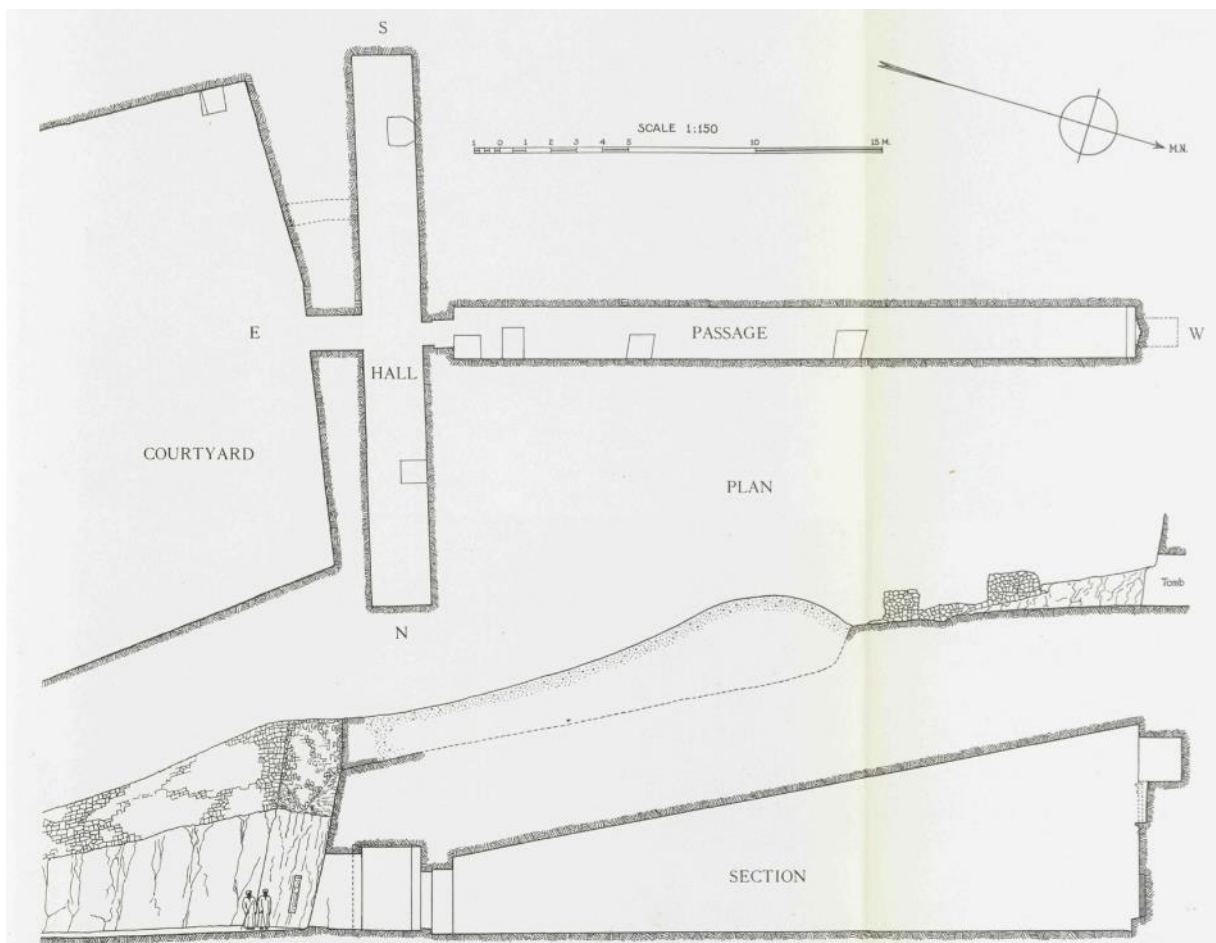 S
SCALE 1:150
1 0 1 2 3 4 5 10 15 M.
M.N.
E
PASSAGE
W
HALL
COURTYARD
PLAN
N
Tomb
SECTION